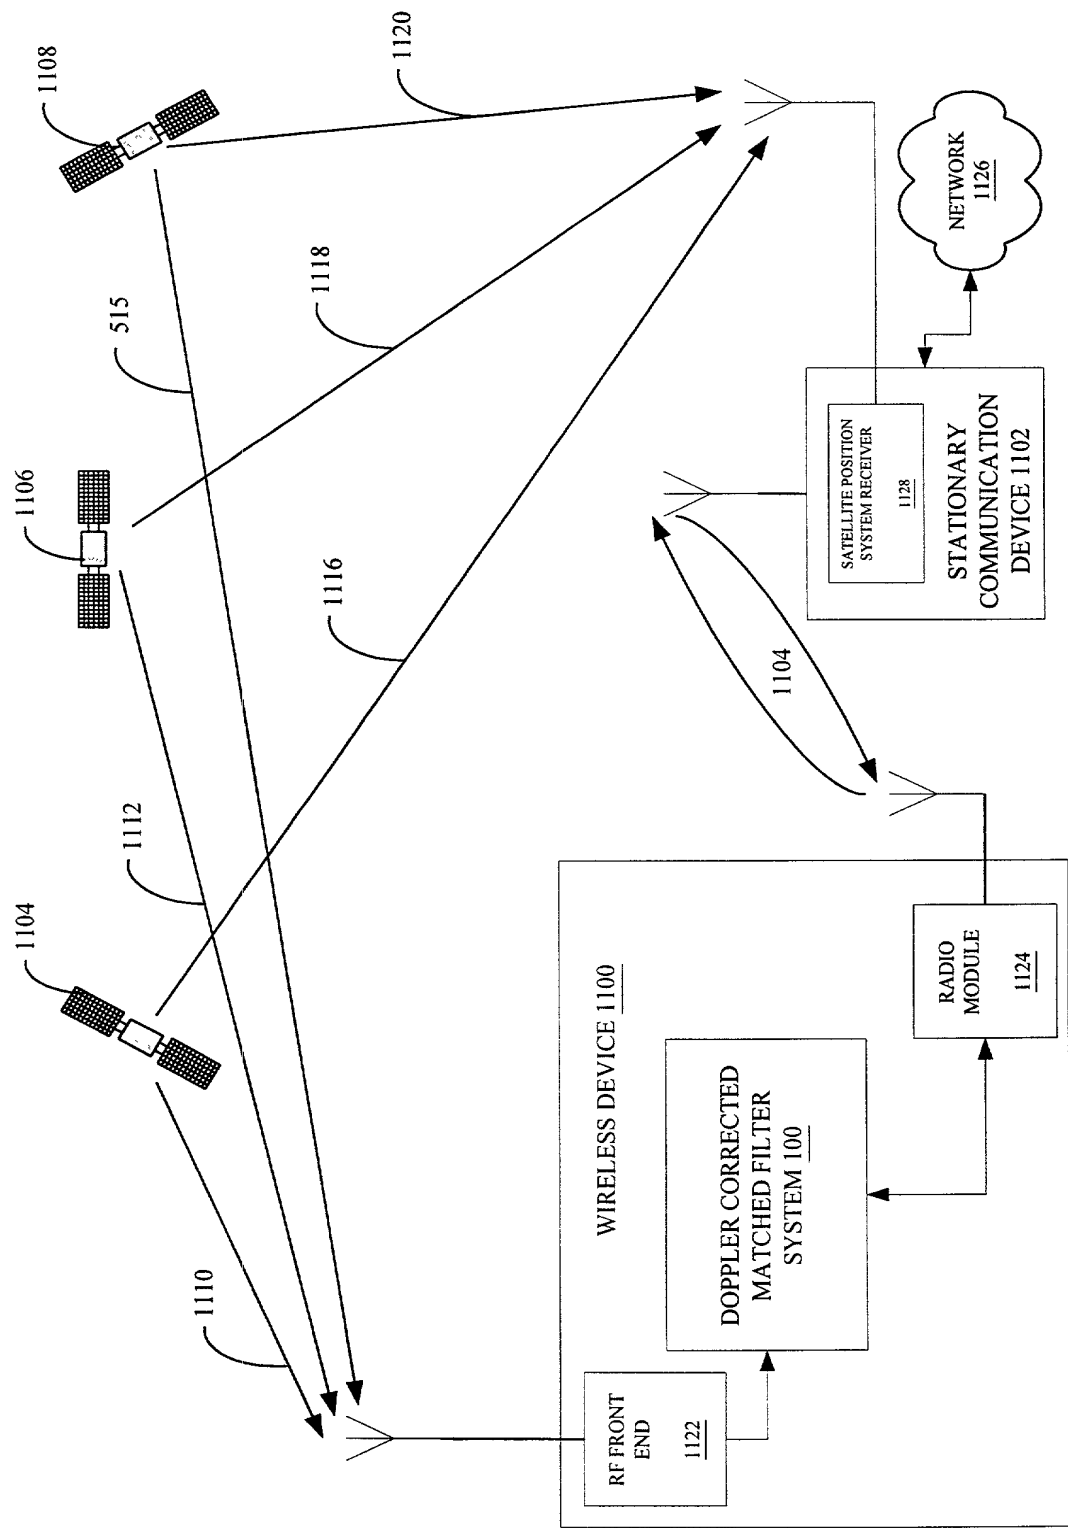 1108
1120
515
1106
1118
1116
1112
1104
1110
1104
WIRELESS DEVICE 1100
DOPPLER CORRECTED
MATCHED FILTER
SYSTEM 100
RF FRONT
END
1122
RADIO
MODULE
1124
SATELLITE POSITION
SYSTEM RECEIVER
1128
STATIONARY
COMMUNICATION
DEVICE 1102
NETWORK
1126